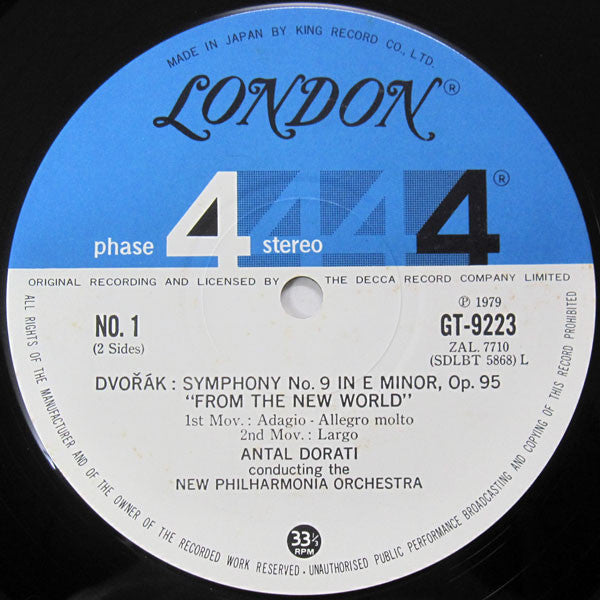 MADE IN JAPAN BY KING RECORD CO., LTD.
LONDON®
phase 4 stereo 4 4 4 ®
ORIGINAL RECORDING AND LICENSED BY THE DECCA RECORD COMPANY LIMITED
NO. 1
(2 Sides)
℗ 1979
GT-9223
ZAL. 7710
(SDLBT 5868) L
DVOŘÁK : SYMPHONY No. 9 IN E MINOR, Op. 95
“FROM THE NEW WORLD”
1st Mov. : Adagio - Allegro molto
2nd Mov. : Largo
ANTAL DORATI
conducting the
NEW PHILHARMONIA ORCHESTRA
33⅓
RPM
ALL RIGHTS OF THE MANUFACTURER AND OF THE OWNER OF THE RECORDED WORK RESERVED - UNAUTHORISED PUBLIC PERFORMANCE BROADCASTING AND COPYING OF THIS RECORD PROHIBITED